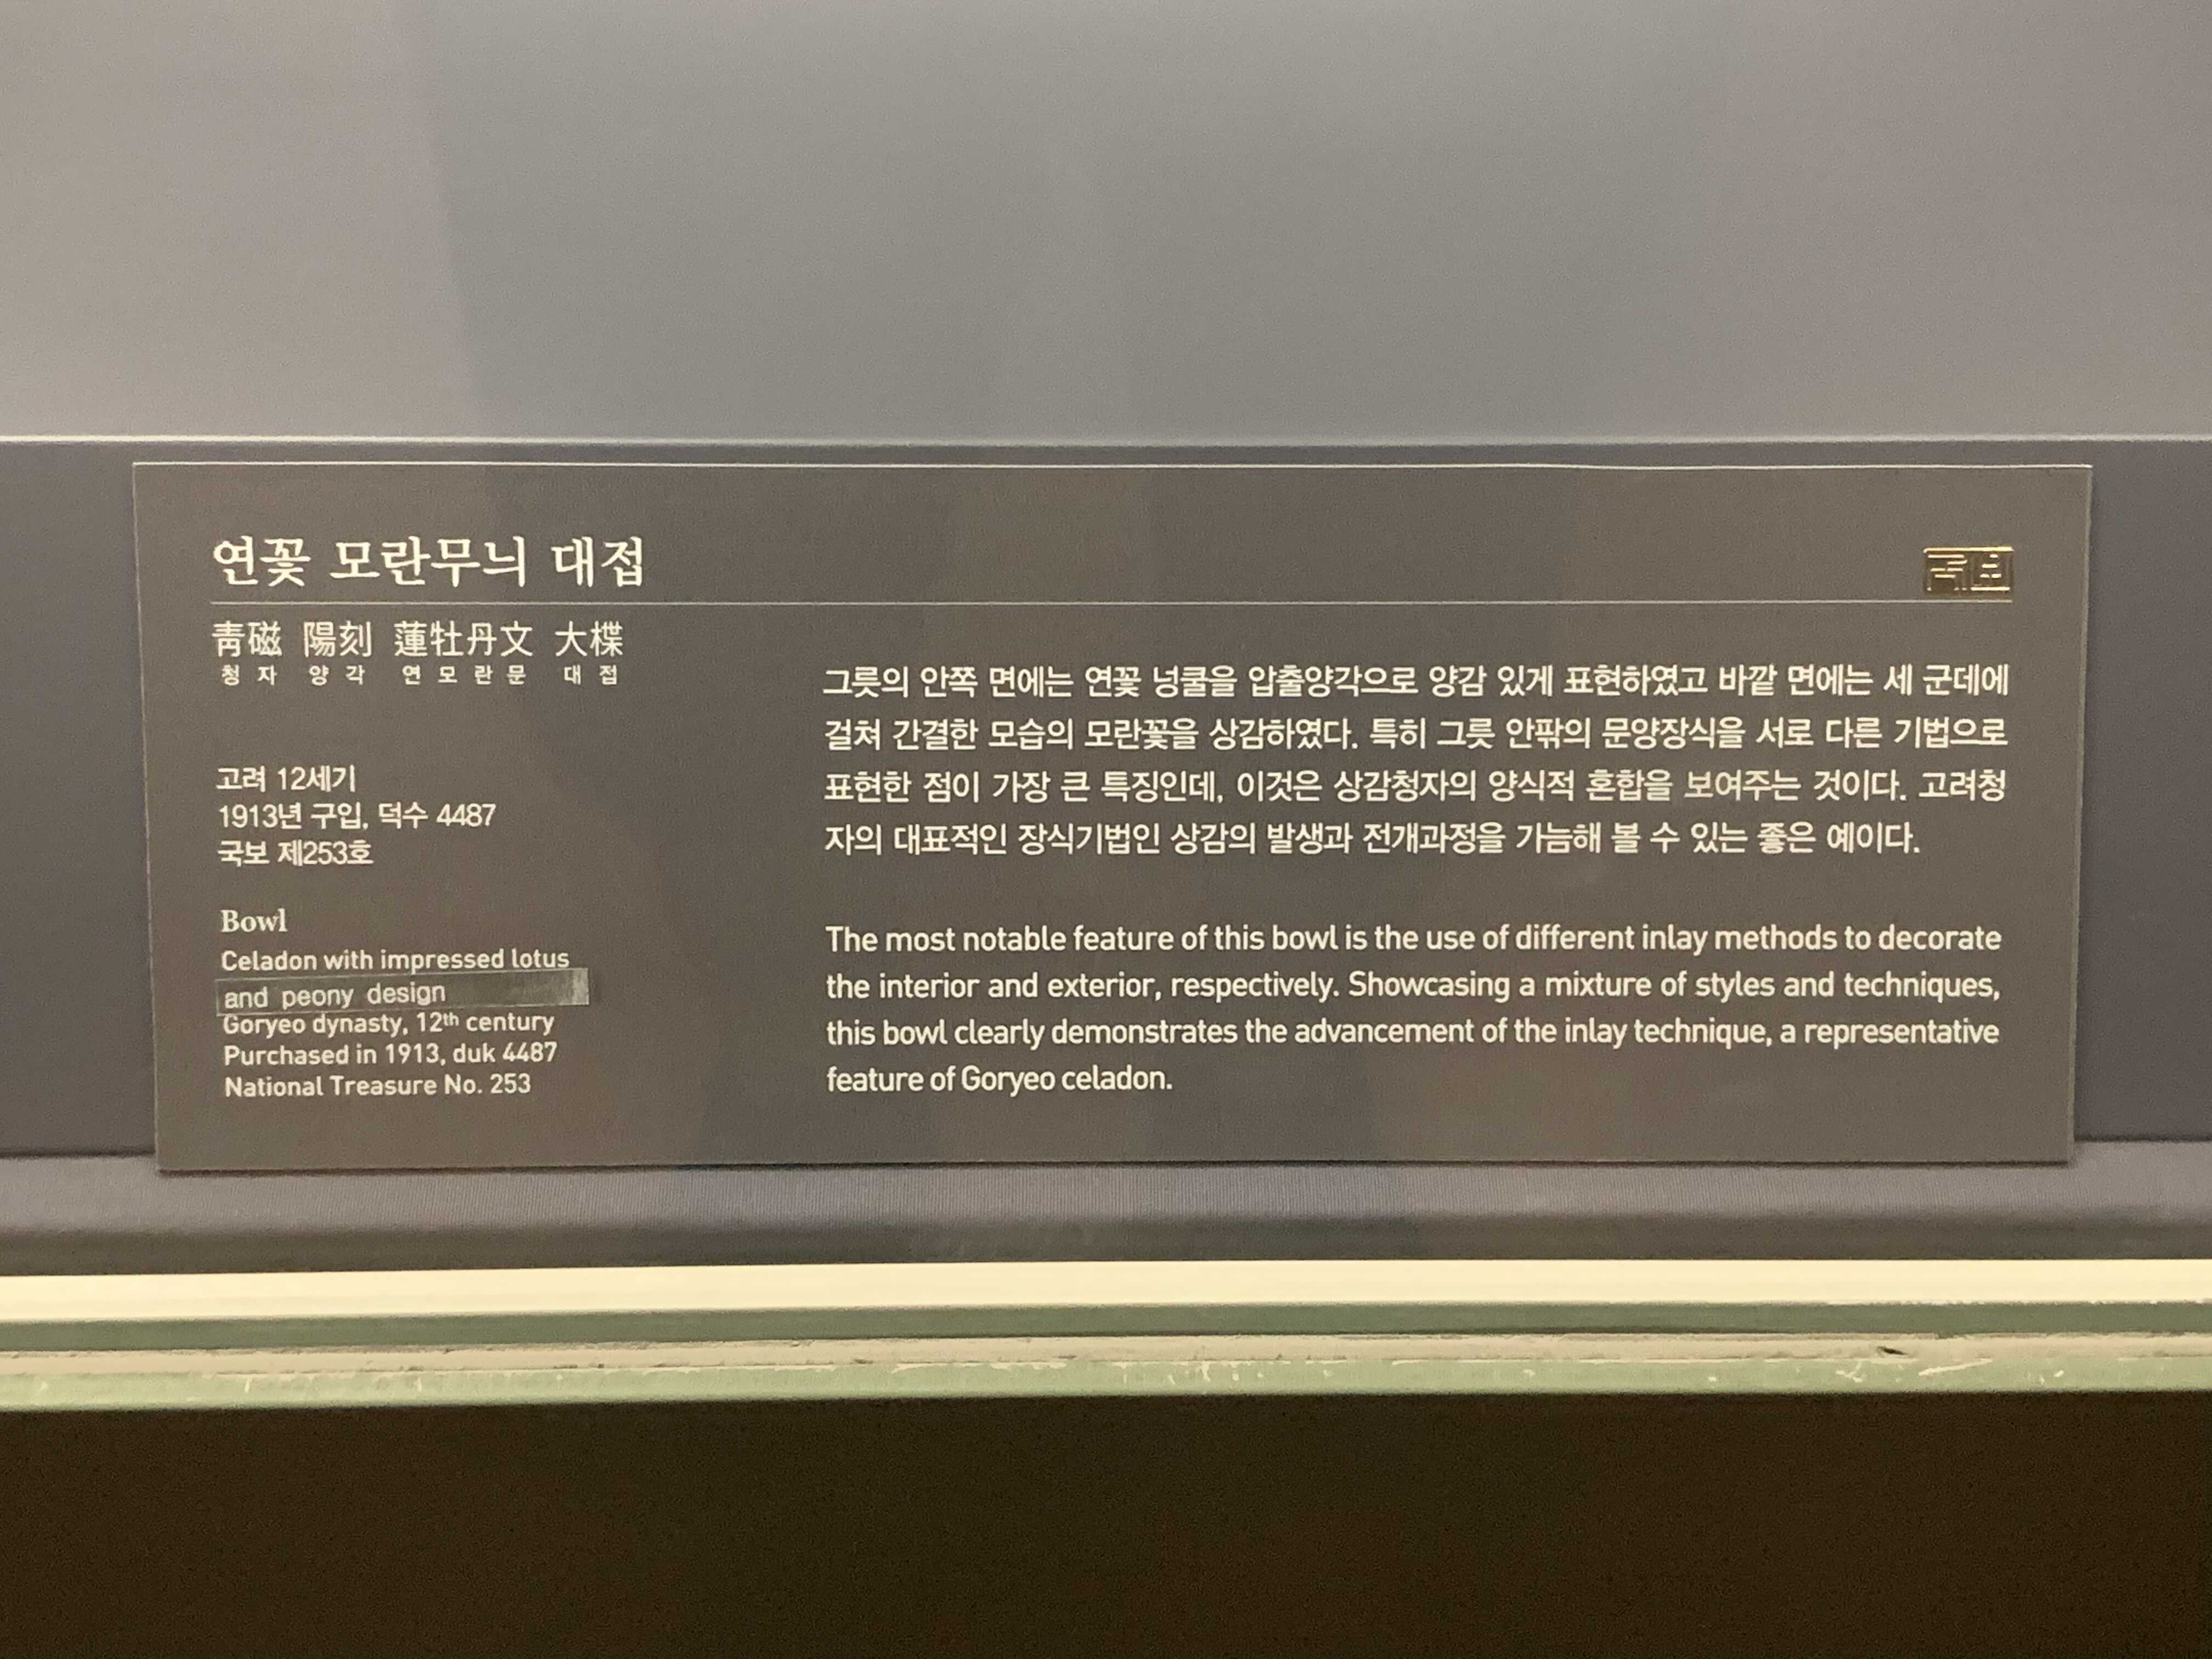 연꽃 모란무늬 대접
국보
靑磁 陽刻 蓮牡丹文 大楪
청자 양각 연모란문 대접
고려 12세기
1913년 구입, 덕수 4487
국보 제253호
Bowl
Celadon with impressed lotus
and peony design
Goryeo dynasty, 12th century
Purchased in 1913, duk 4487
National Treasure No. 253
그릇의 안쪽 면에는 연꽃 넝쿨을 압출양각으로 양감 있게 표현하였고 바깥 면에는 세 군데에
걸쳐 간결한 모습의 모란꽃을 상감하였다. 특히 그릇 안팎의 문양장식을 서로 다른 기법으로
표현한 점이 가장 큰 특징인데, 이것은 상감청자의 양식적 혼합을 보여주는 것이다. 고려청
자의 대표적인 장식기법인 상감의 발생과 전개과정을 가늠해 볼 수 있는 좋은 예이다.
The most notable feature of this bowl is the use of different inlay methods to decorate
the interior and exterior, respectively. Showcasing a mixture of styles and techniques,
this bowl clearly demonstrates the advancement of the inlay technique, a representative
feature of Goryeo celadon.